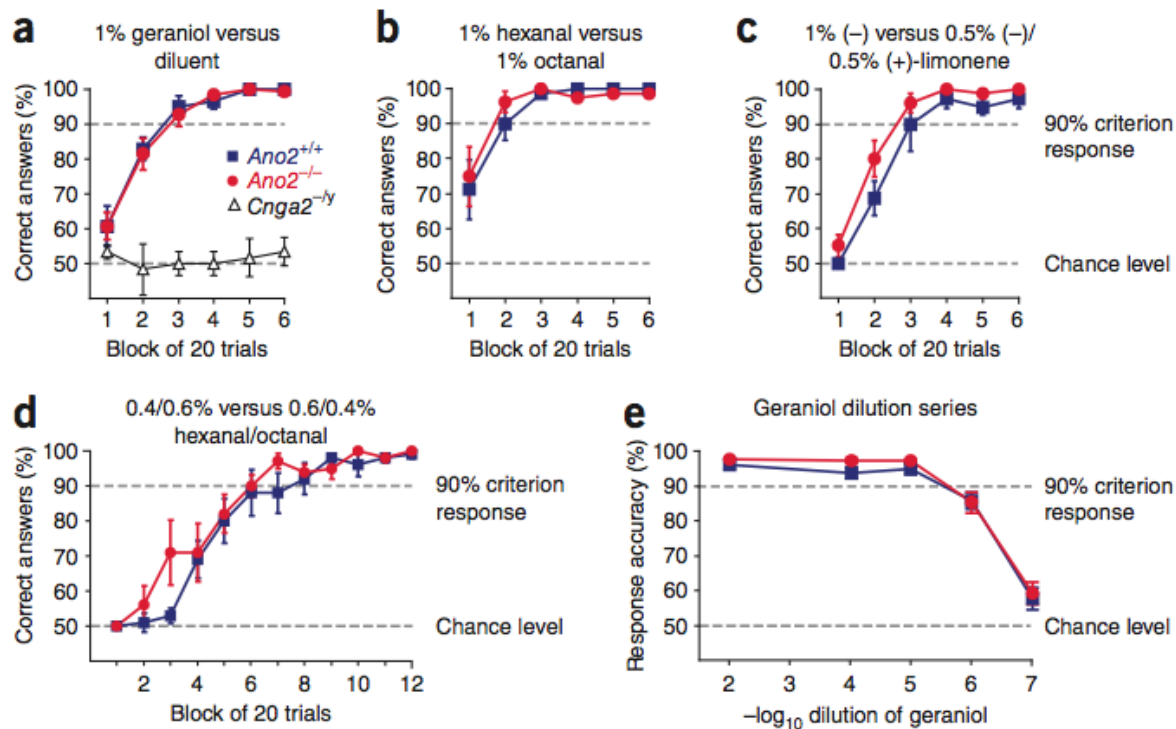 a
1% geraniol versus
diluent
Correct answers (%)
100
90
80
70
60
50
Ano2+/+
Ano2–/–
Cnga2–/y
1 2 3 4 5 6
Block of 20 trials
b
1% hexanal versus
1% octanal
Correct answers (%)
100
90
80
70
60
50
1 2 3 4 5 6
Block of 20 trials
c
1% (–) versus 0.5% (–)/
0.5% (+)-limonene
Correct answers (%)
100
90
80
70
60
50
90% criterion
response
Chance level
1 2 3 4 5 6
Block of 20 trials
d
0.4/0.6% versus 0.6/0.4%
hexanal/octanal
Correct answers (%)
100
90
80
70
60
50
90% criterion
response
Chance level
2 4 6 8 10 12
Block of 20 trials
e
Geraniol dilution series
Response accuracy (%)
100
90
80
70
60
50
90% criterion
response
Chance level
2 3 4 5 6 7
–log10 dilution of geraniol